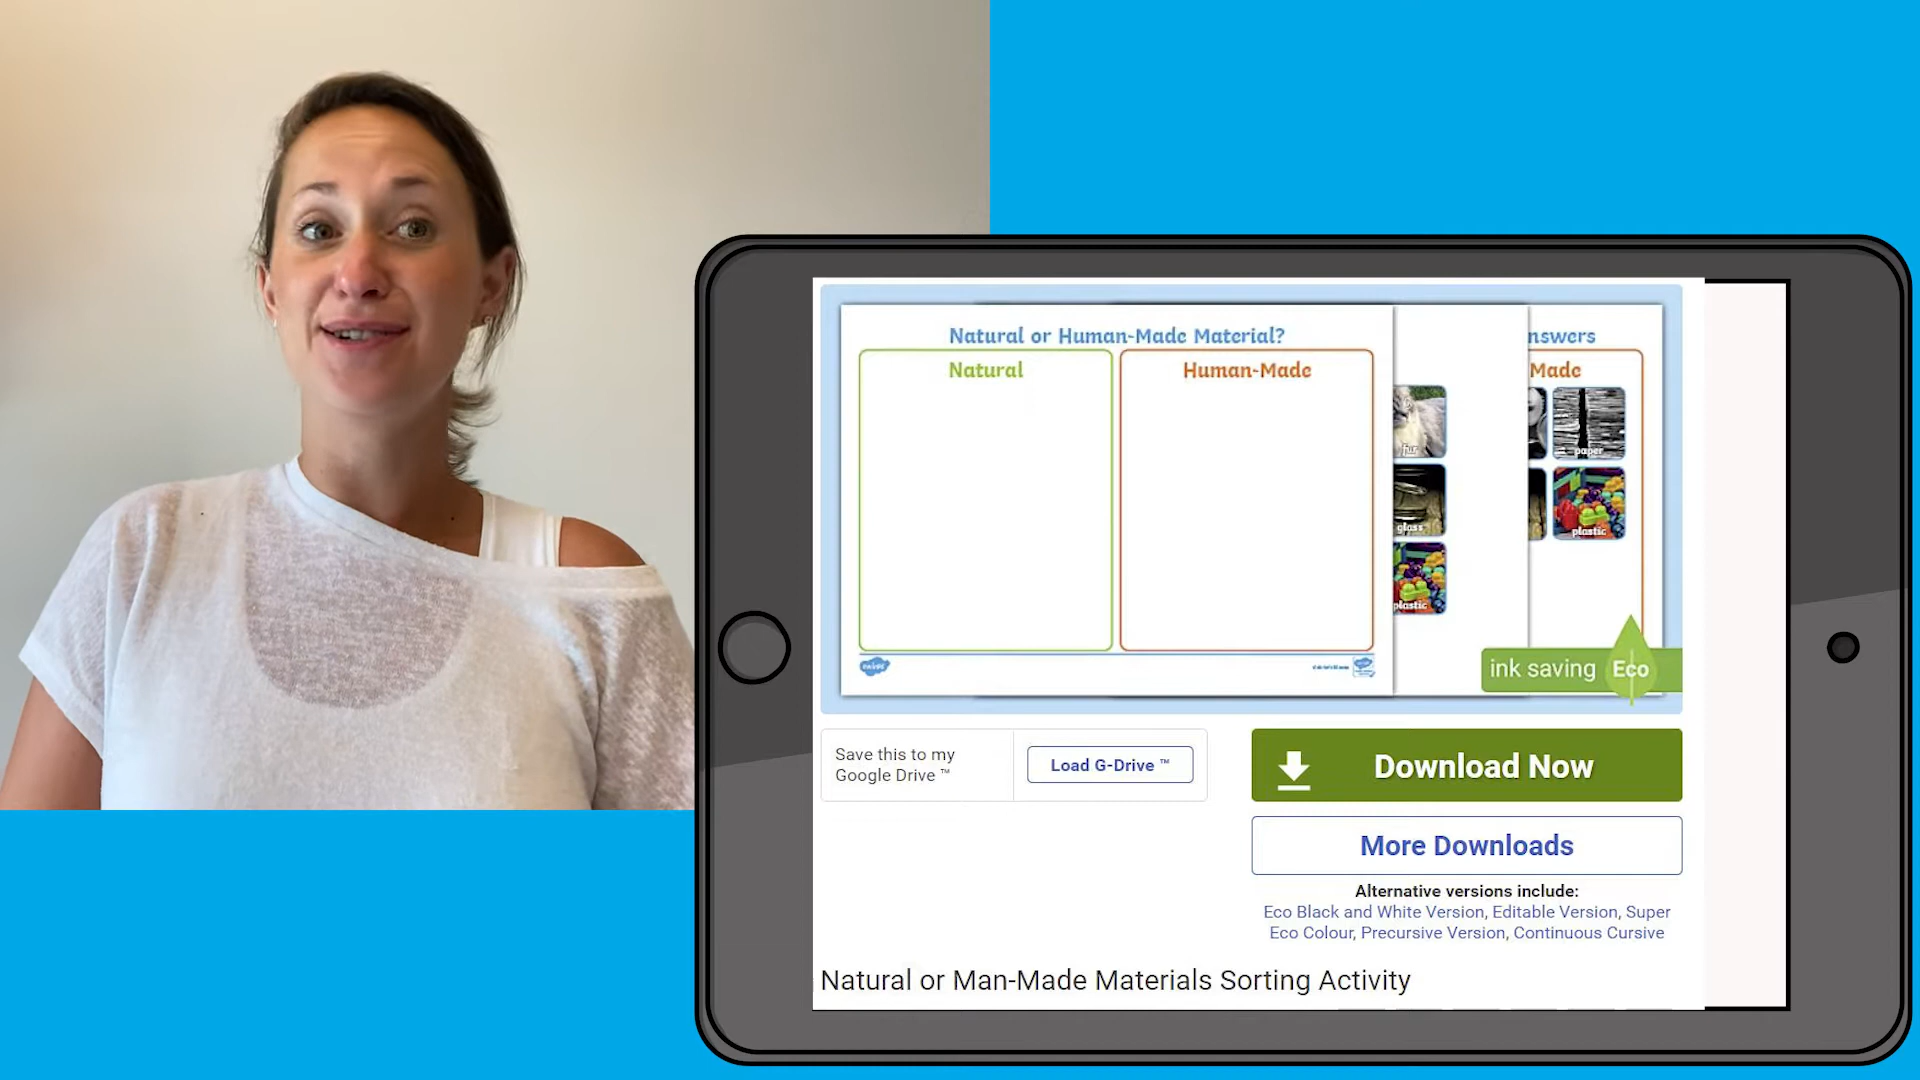 Natural or Human-Made Material?
Natural
Human-Made
fur
glass
plastic
nswers
Made
paper
plastic
ink saving Eco
Save this to my
Google Drive ™
Load G-Drive ™
Download Now
More Downloads
Alternative versions include:
Eco Black and White Version, Editable Version, Super
Eco Colour, Precursive Version, Continuous Cursive
Natural or Man-Made Materials Sorting Activity